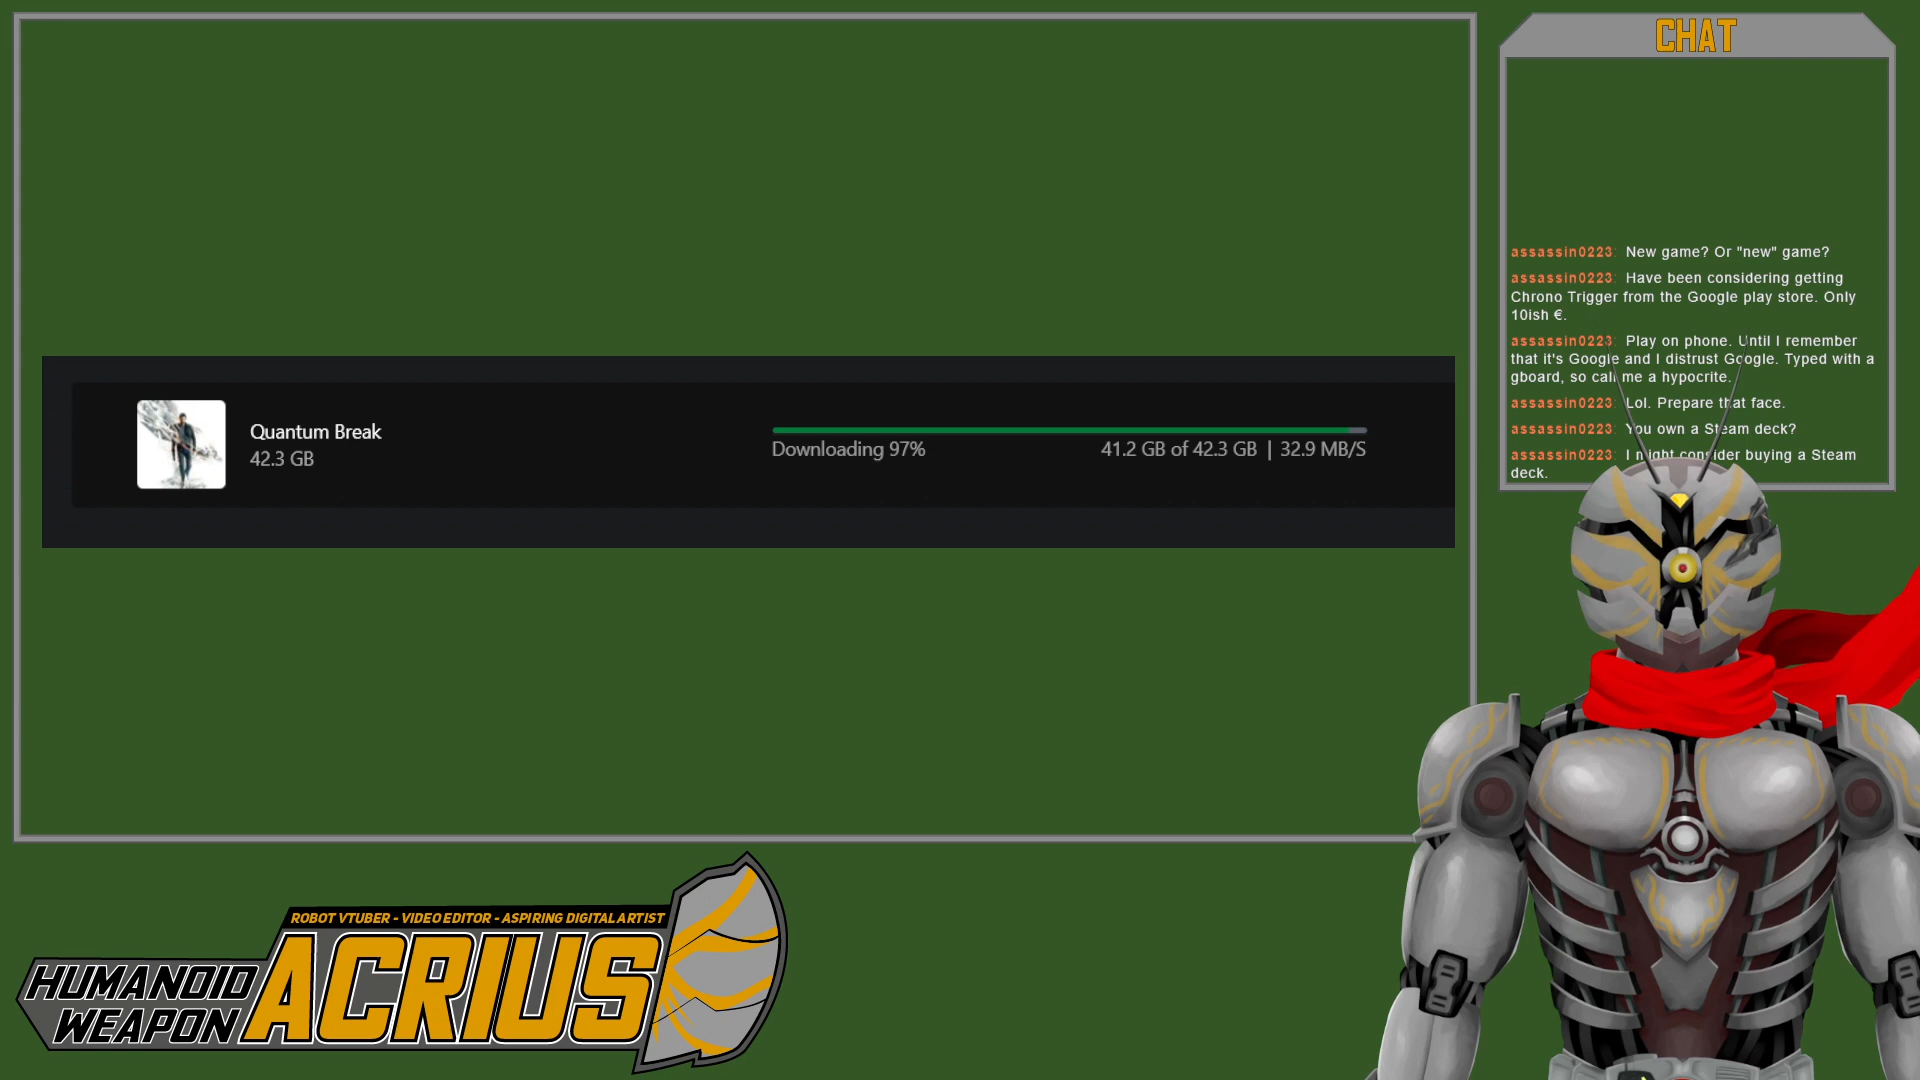 CHAT
assassin0223: New game? Or "new" game?
assassin0223: Have been considering getting
Chrono Trigger from the Google play store. Only
10ish €.
assassin0223: Play on phone. Until I remember
that it's Google and I distrust Google. Typed with a
gboard, so call me a hypocrite.
assassin0223: Lol. Prepare that face.
assassin0223: You own a Steam deck?
assassin0223: I might consider buying a Steam
deck.
Quantum Break
42.3 GB
Downloading 97%
41.2 GB of 42.3 GB | 32.9 MB/S
ROBOT VTUBER - VIDEO EDITOR - ASPIRING DIGITAL ARTIST
HUMANOID
WEAPON
ACRIUS